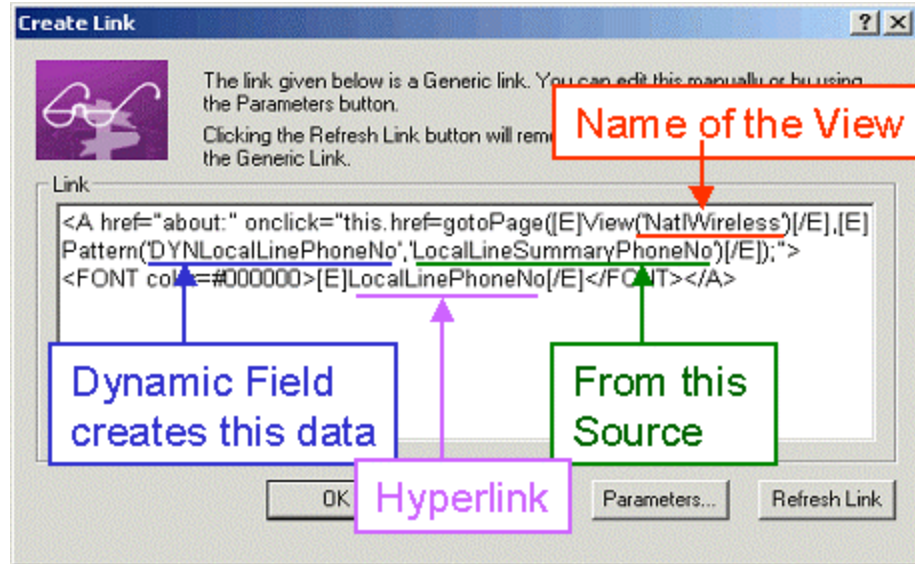 Create Link
The link given below is a Generic link. You can edit this manually or by using
the Parameters button.
Clicking the Refresh Link button will
the Generic Link.
Name of the View
Link
<A href="about:" onclick="this.href=gotoPage([E]View('NatlWireless')[/E],[E]
Pattern('DYNLocalLinePhoneNo','LocalLineSummaryPhoneNo')[/E]);">
<FONT color=#000000>[E]LocalLinePhoneNo[/E]</FONT></A>
Dynamic Field
creates this data
From this
Source
Hyperlink
OK
Parameters...
Refresh Link